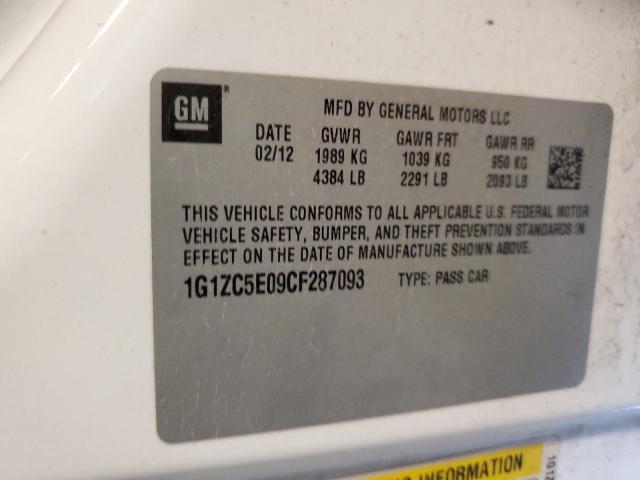 GM
MFD BY GENERAL MOTORS LLC
DATE GVWR GAWR FRT GAWR RR
02/12 1989 KG 1039 KG 950 KG
4384 LB 2291 LB 2093 LB
THIS VEHICLE CONFORMS TO ALL APPLICABLE U.S. FEDERAL MOTOR
VEHICLE SAFETY, BUMPER, AND THEFT PREVENTION STANDARDS IN
EFFECT ON THE DATE OF MANUFACTURE SHOWN ABOVE.
1G1ZC5E09CF287093 TYPE: PASS CAR
INFORMATION